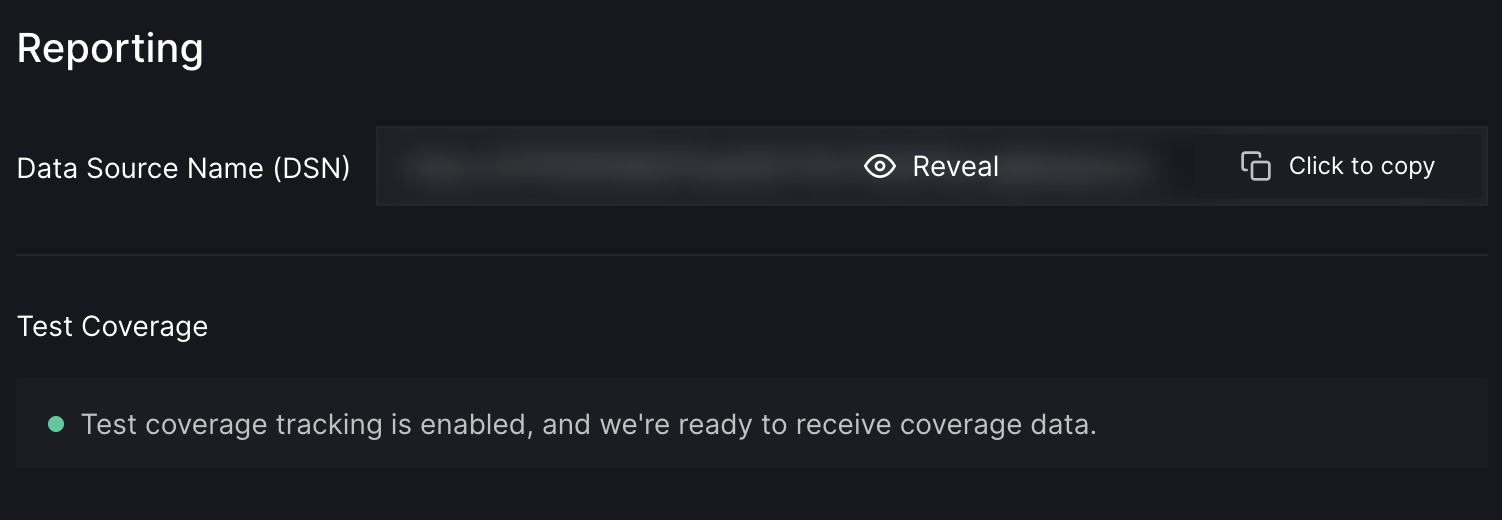 Reporting
Data Source Name (DSN) Reveal Click to copy
Test Coverage
Test coverage tracking is enabled, and we're ready to receive coverage data.